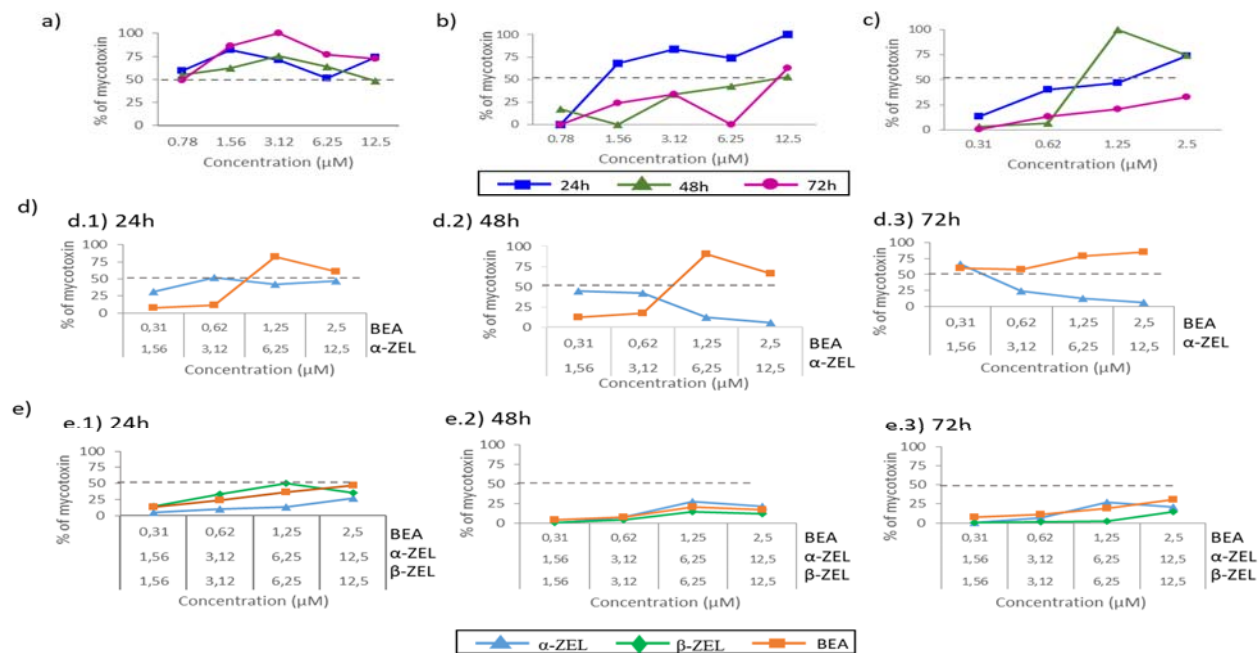 a)
% of mycotoxin
100
75
50
25
0
0.78 1.56 3.12 6.25 12.5
Concentration (µM)
b)
% of mycotoxin
100
75
50
25
0
0.78 1.56 3.12 6.25 12.5
Concentration (µM)
c)
% of mycotoxin
100
50
25
0
0.31 0.62 1.25 2.5
Concentration (µM)
24h 48h 72h
d)
d.1) 24h
% of mycotoxin
100
75
50
25
0
0,31 0,62 1,25 2,5 BEA
1,56 3,12 6,25 12,5 α-ZEL
Concentration (µM)
d.2) 48h
% of mycotoxin
100
75
50
25
0
0,31 0,62 1,25 2,5 BEA
1,56 3,12 6,25 12,5 α-ZEL
Concentration (µM)
d.3) 72h
% of mycotoxin
100
75
50
25
0
0,31 0,62 1,25 2,5 BEA
1,56 3,12 6,25 12,5 α-ZEL
Concentration (µM)
e)
e.1) 24h
% of mycotoxin
100
75
50
25
0
0,31 0,62 1,25 2,5 BEA
1,56 3,12 6,25 12,5 α-ZEL
1,56 3,12 6,25 12,5 β-ZEL
Concentration (µM)
e.2) 48h
% of mycotoxin
100
75
50
25
0
0,31 0,62 1,25 2,5 BEA
1,56 3,12 6,25 12,5 α-ZEL
1,56 3,12 6,25 12,5 β-ZEL
Concentration (µM)
e.3) 72h
% of mycotoxin
100
75
50
25
0
0,31 0,62 1,25 2,5 BEA
1,56 3,12 6,25 12,5 α-ZEL
1,56 3,12 6,25 12,5 β-ZEL
Concentration (µM)
α-ZEL β-ZEL BEA